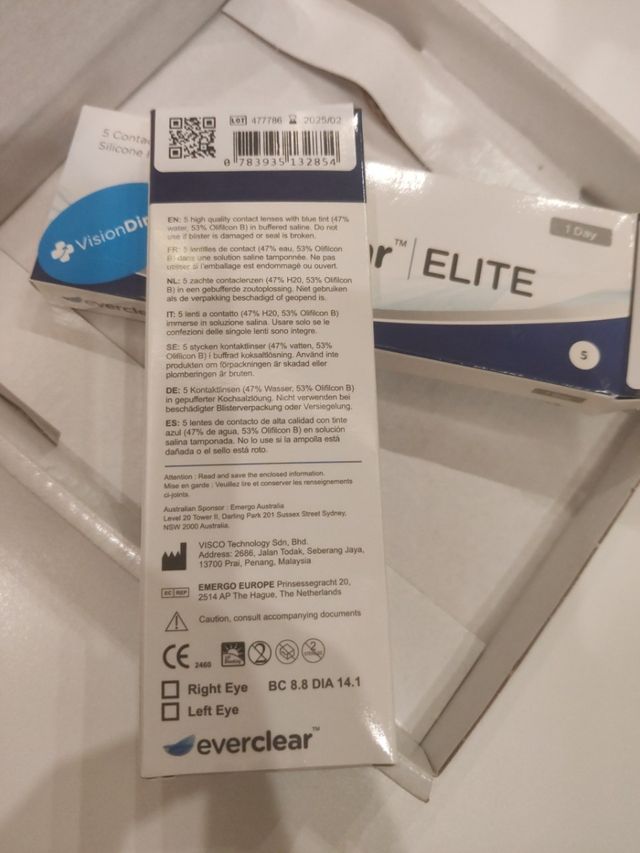 LOT 477786 2025/02
0 783935 132854
EN: 5 high quality contact lenses with blue tint (47%
water, 53% Olifilcon B) in buffered saline. Do not
use if blister is damaged or seal is broken.
FR: 5 lentilles de contact (47% eau, 53% Olifilcon
B) dans une solution saline tamponnée. Ne pas
utiliser si l'emballage est endommagé ou ouvert.
NL: 5 zachte contactlenzen (47% H20, 53% Olifilcon
B) in een gebufferde zoutoplossing. Niet gebruiken
als de verpakking beschadigd of geopend is.
IT: 5 lenti a contatto (47% H20, 53% Olifilcon B)
immerse in soluzione salina. Usare solo se le
confezioni delle singole lenti sono integre.
SE: 5 stycken kontaktlinser (47% vatten, 53%
Olifilcon B) i buffrad koksaltlösning. Använd inte
produkten om förpackningen är skadad eller
plomberingen är bruten.
DE: 5 Kontaktlinsen (47% Wasser, 53% Olifilcon B)
in gepufferter Kochsalzlöung. Nicht verwenden bei
beschädigter Blisterverpackung oder Versiegelung.
ES: 5 lentes de contacto de alta calidad con tinte
azul (47% de agua, 53% Olifilcon B) en solución
salina tamponada. No lo use si la ampolla está
dañada o el sello está roto.
Attention : Read and save the enclosed information.
Mise en garde : Veuillez lire et conserver les renseignements
ci-joints.
Australian Sponsor : Emergo Australia
Level 20 Tower II, Darling Park 201 Sussex Street Sydney,
NSW 2000 Australia.
VISCO Technology Sdn, Bhd.
Address: 2686, Jalan Todak, Seberang Jaya,
13700 Prai, Penang, Malaysia
EC REP
EMERGO EUROPE Prinsessegracht 20,
2514 AP The Hague, The Netherlands
Caution, consult accompanying documents
CE 2460
Right Eye BC 8.8 DIA 14.1
Left Eye
everclear™
5 Conta
Silicone
VisionDir
everclea
r™ ELITE
1 Day
5